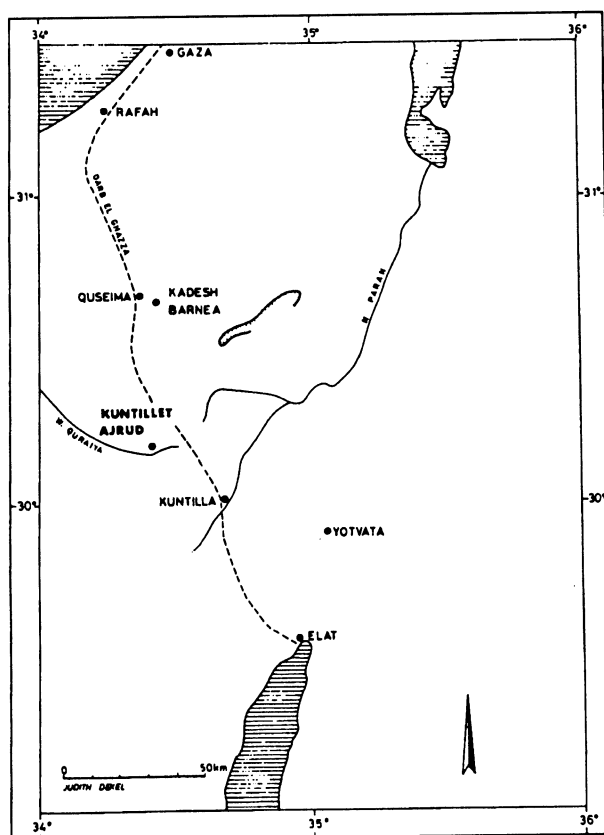 34° 35° 36°
GAZA
RAFAH
DARB EL GHAZZA
31° 31°
N. PARAN
QUSEIMA
KADESH
BARNEA
KUNTILLET
AJRUD
W. QURAIYA
30° KUNTILLA 30°
YOTVATA
ELAT
0 50km
JUDITH DEKEL
34° 35° 36°